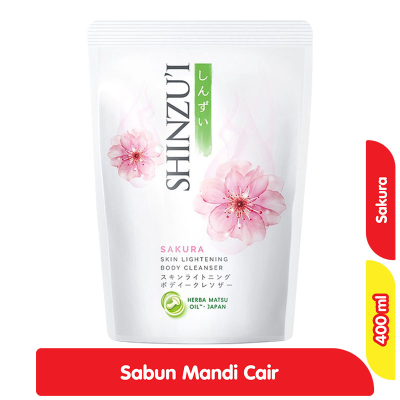 SHINZU'I
しんずい
SAKURA
SKIN LIGHTENING
BODY CLEANSER
スキンライトニング
ボディークレンザー
HERBA MATSU
OIL™-JAPAN
Sakura
400 ml
Sabun Mandi Cair